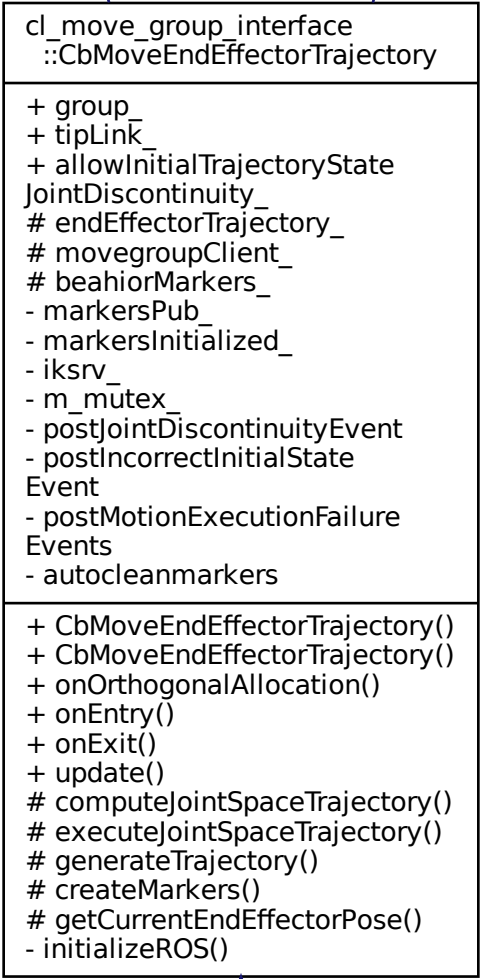 cl_move_group_interface
::CbMoveEndEffectorTrajectory
+ group_
+ tipLink_
+ allowInitialTrajectoryState
JointDiscontinuity_
# endEffectorTrajectory_
# movegroupClient_
# beahiorMarkers_
- markersPub_
- markersInitialized_
- iksrv_
- m_mutex_
- postJointDiscontinuityEvent
- postIncorrectInitialState
Event
- postMotionExecutionFailure
Events
- autocleanmarkers
+ CbMoveEndEffectorTrajectory()
+ CbMoveEndEffectorTrajectory()
+ onOrthogonalAllocation()
+ onEntry()
+ onExit()
+ update()
# computeJointSpaceTrajectory()
# executeJointSpaceTrajectory()
# generateTrajectory()
# createMarkers()
# getCurrentEndEffectorPose()
- initializeROS()